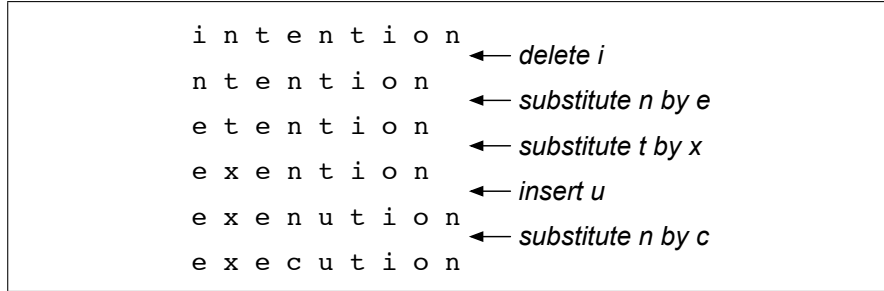 i n t e n t i o n
← delete i
n t e n t i o n
← substitute n by e
e t e n t i o n
← substitute t by x
e x e n t i o n
← insert u
e x e n u t i o n
← substitute n by c
e x e c u t i o n